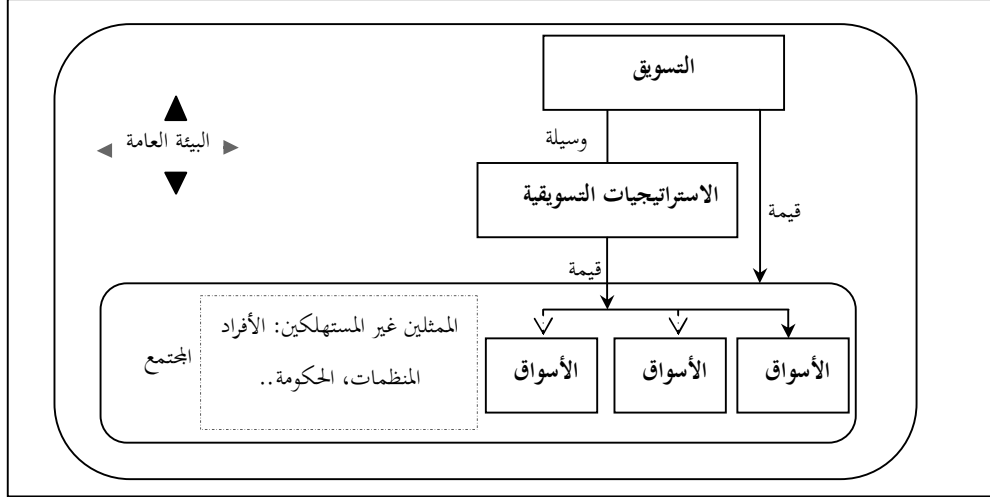 التسويق
وسيلة
البيئة العامة
الاستراتيجيات التسويقية
قيمة
قيمة
الممثلين غير المستهلكين: الأفراد
المنظمات، الحكومة..
المجتمع
الأسواق
الأسواق
الأسواق